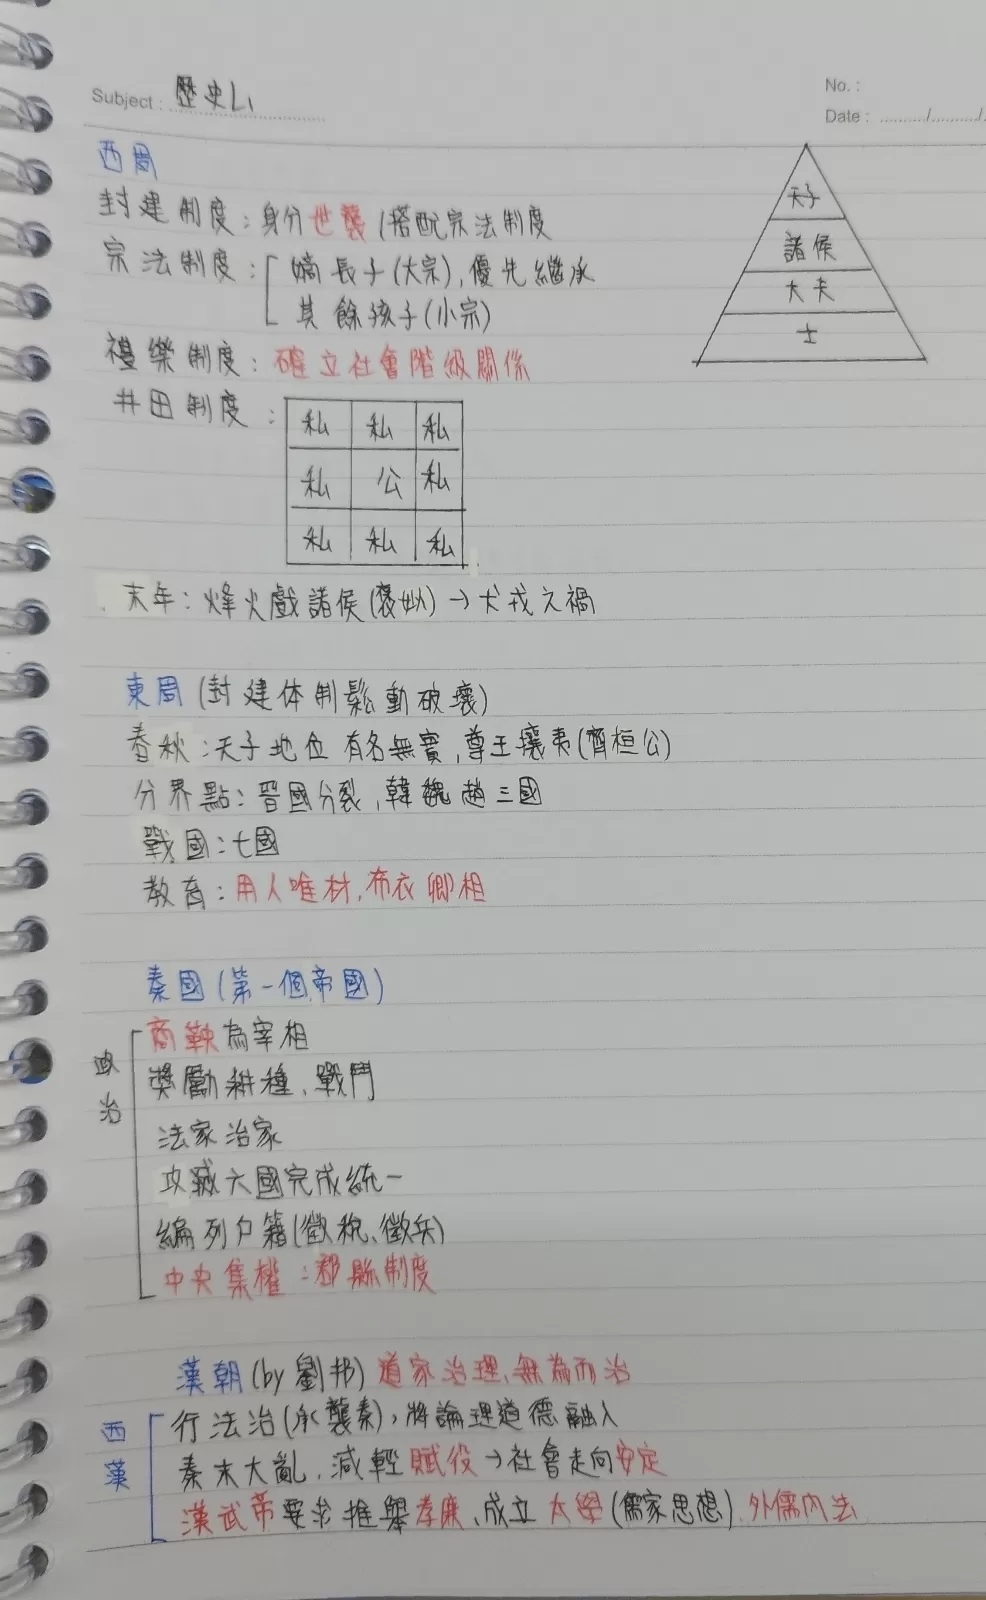 Subject : 歷史L1
No. :
Date : ........../........../.
西周
封建制度：身分世襲/搭配宗法制度
宗法制度：嫡長子(大宗),優先繼承
其餘孩子(小宗)
禮樂制度：確立社會階級關係
井田制度：
私 私 私
私 公 私
私 私 私
天子
諸侯
大夫
士
末年：烽火戲諸侯(褒姒)→犬戎之禍
東周(封建体制鬆動破壞)
春秋：天子地位有名無實,尊王攘夷(齊桓公)
分界點：晉國分裂,韓魏趙三國
戰國：七國
教育：用人唯材,布衣卿相
秦國(第一個帝國)
政治
商鞅為宰相
獎勵耕種、戰鬥
法家治家
攻滅六國完成統一
編列户籍(徵稅、徵兵)
中央集權：郡縣制度
漢朝(by劉邦)道家治理、無為而治
西漢
行法治(承襲秦),將論理道德融入
秦末大亂,減輕賦役→社會走向安定
漢武帝要求推舉孝廉、成立太學(儒家思想).外儒內法